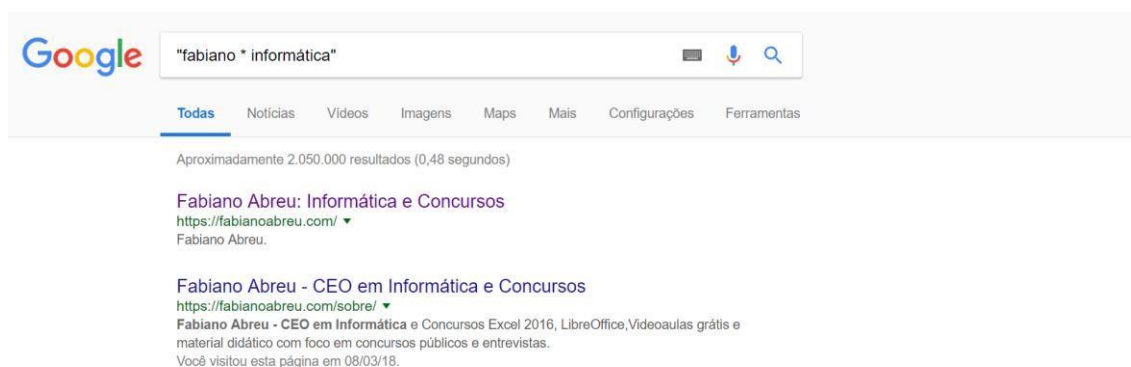 Google
"fabiano * informática"
Todas Notícias Vídeos Imagens Maps Mais Configurações Ferramentas
Aproximadamente 2.050.000 resultados (0,48 segundos)
Fabiano Abreu: Informática e Concursos
https://fabianoabreu.com/
Fabiano Abreu.
Fabiano Abreu - CEO em Informática e Concursos
https://fabianoabreu.com/sobre/
Fabiano Abreu - CEO em Informática e Concursos Excel 2016, LibreOffice,Videoaulas grátis e
material didático com foco em concursos públicos e entrevistas.
Você visitou esta página em 08/03/18.